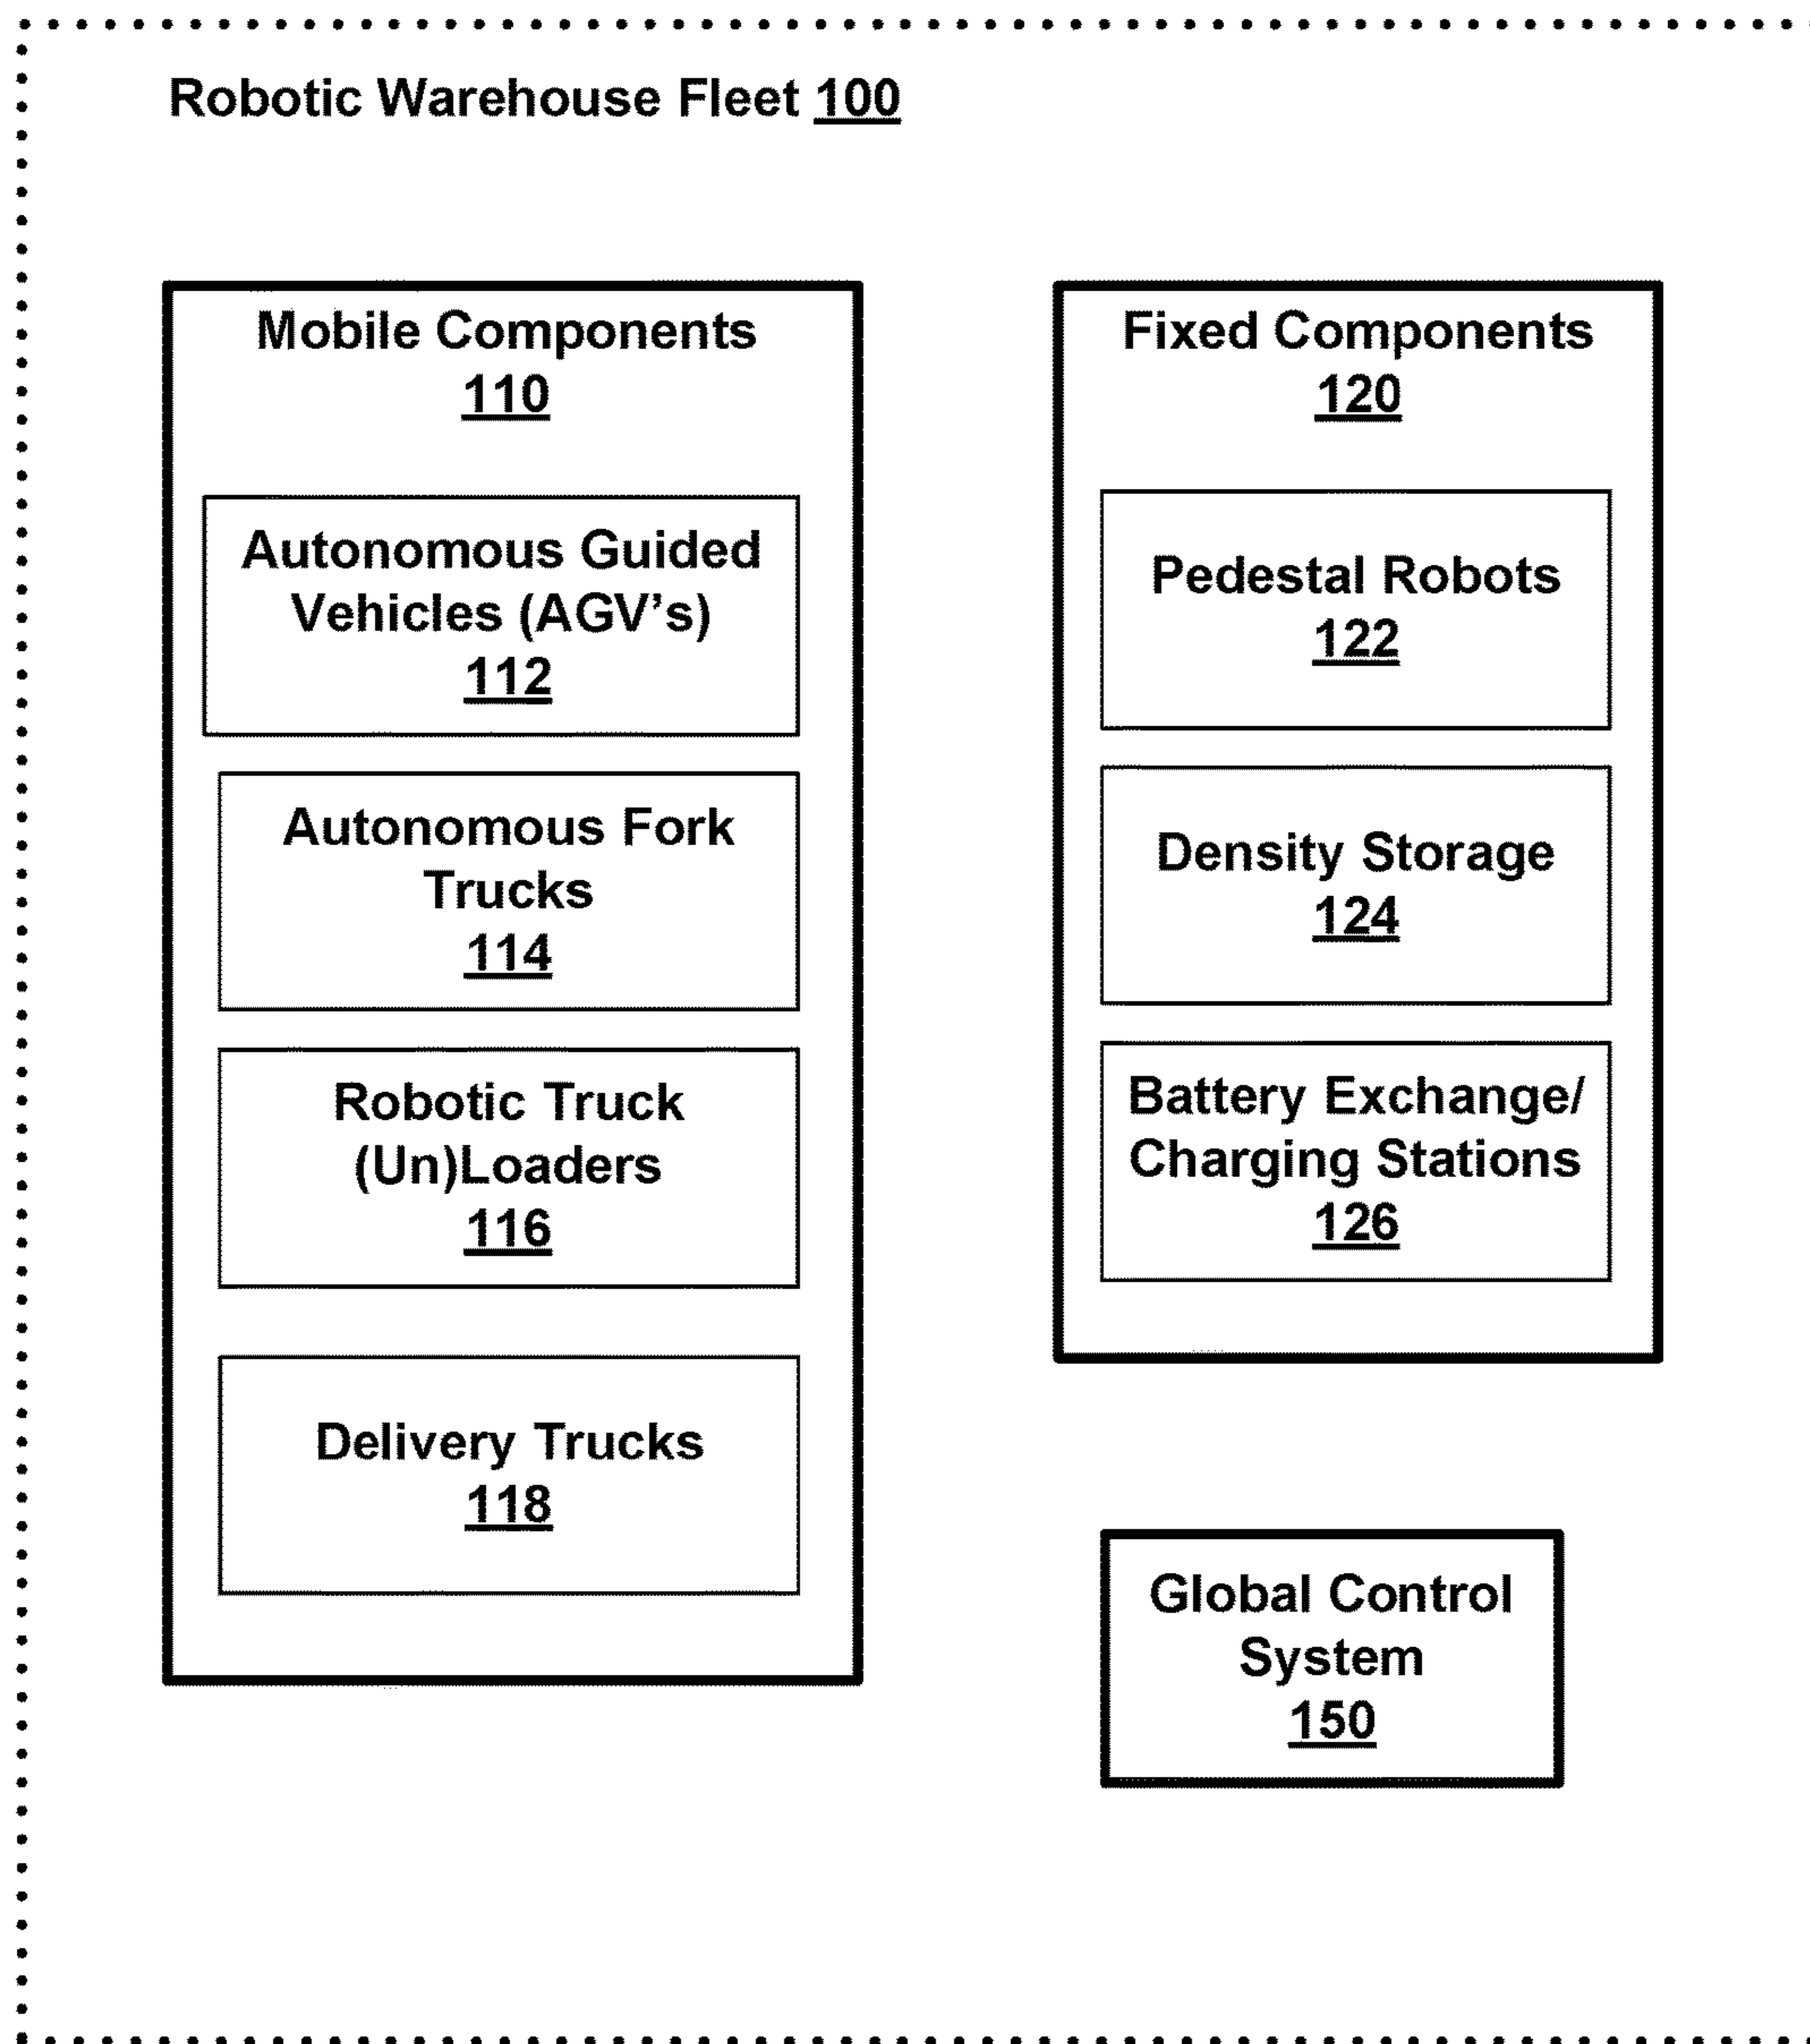 Robotic Warehouse Fleet 100
Mobile Components
110
Autonomous Guided
Vehicles (AGV's)
112
Autonomous Fork
Trucks
114
Robotic Truck
(Un)Loaders
116
Delivery Trucks
118
Fixed Components
120
Pedestal Robots
122
Density Storage
124
Battery Exchange/
Charging Stations
126
Global Control
System
150